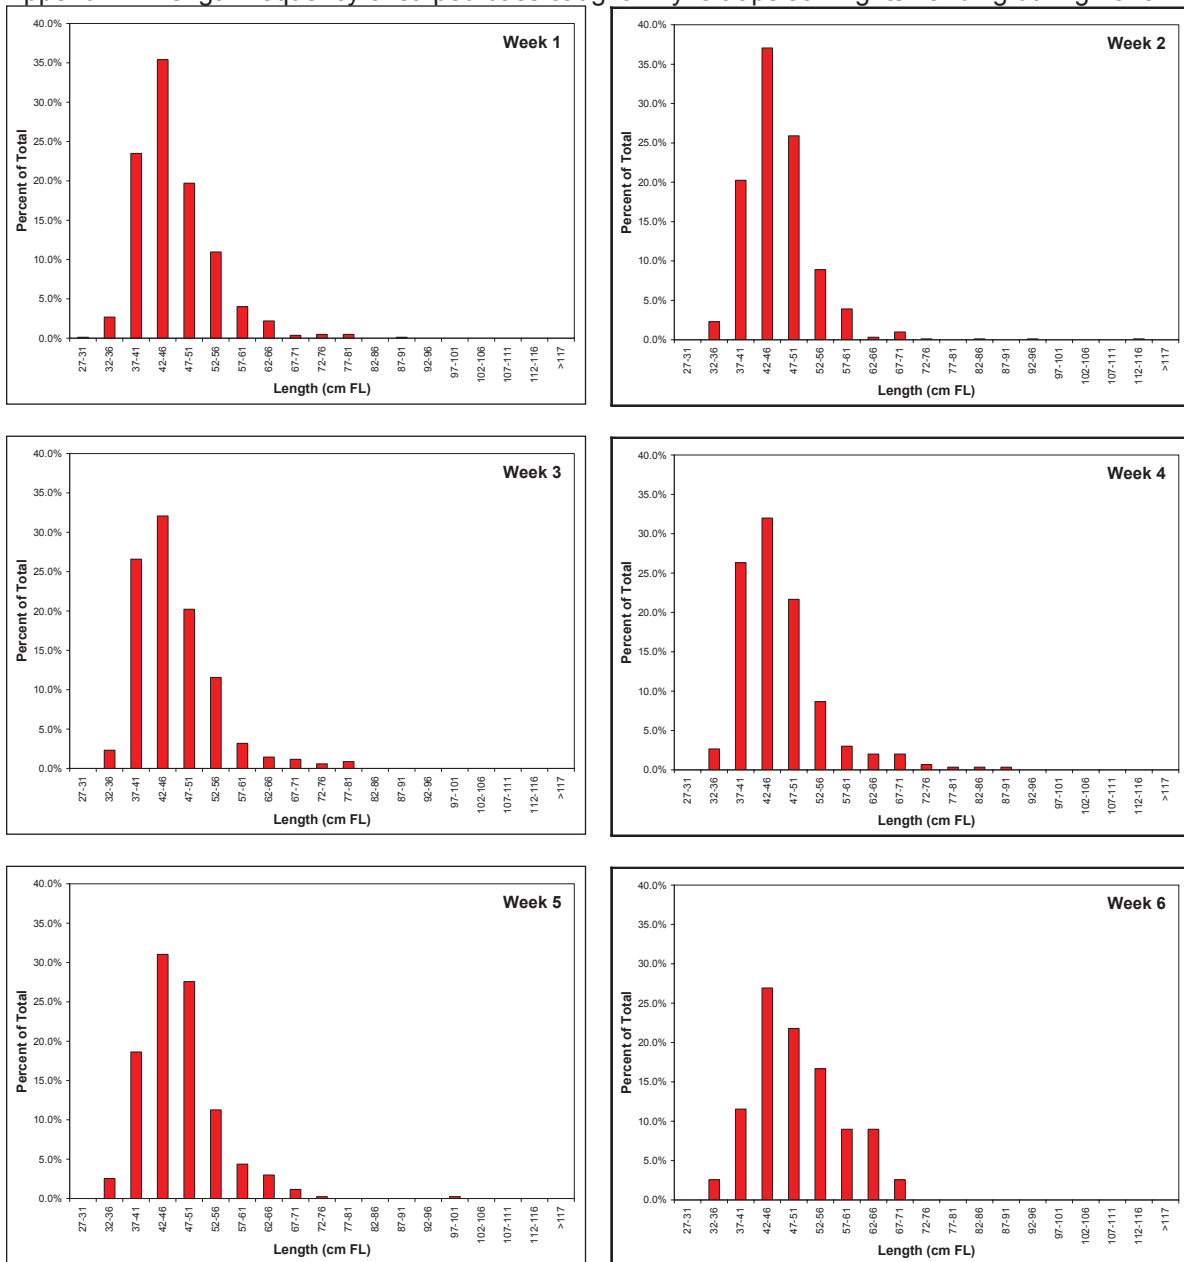 Length frequency of striped bass caught by during
Week 1
Percent of Total
40.0%
35.0%
30.0%
25.0%
20.0%
15.0%
10.0%
5.0%
0.0%
27-31 32-36 37-41 42-46 47-51 52-56 57-61 62-66 67-71 72-76 77-81 82-86 87-91 92-96 97-101 102-106 107-111 112-116 >117
Length (cm FL)
Week 2
Percent of Total
40.0%
35.0%
30.0%
25.0%
20.0%
15.0%
10.0%
5.0%
0.0%
27-31 32-36 37-41 42-46 47-51 52-56 57-61 62-66 67-71 72-76 77-81 82-86 87-91 92-96 97-101 102-106 107-111 112-116 >117
Length (cm FL)
Week 3
Percent of Total
40.0%
35.0%
30.0%
25.0%
20.0%
15.0%
10.0%
5.0%
0.0%
27-31 32-36 37-41 42-46 47-51 52-56 57-61 62-66 67-71 72-76 77-81 82-86 87-91 92-96 97-101 102-106 107-111 112-116 >117
Length (cm FL)
Week 4
Percent of Total
40.0%
35.0%
30.0%
25.0%
20.0%
15.0%
10.0%
5.0%
0.0%
27-31 32-36 37-41 42-46 47-51 52-56 57-61 62-66 67-71 72-76 77-81 82-86 87-91 92-96 97-101 102-106 107-111 112-116 >117
Length (cm FL)
Week 5
Percent of Total
40.0%
35.0%
30.0%
25.0%
20.0%
15.0%
10.0%
5.0%
0.0%
27-31 32-36 37-41 42-46 47-51 52-56 57-61 62-66 67-71 72-76 77-81 82-86 87-91 92-96 97-101 102-106 107-111 112-116 >117
Length (cm FL)
Week 6
Percent of Total
40.0%
35.0%
30.0%
25.0%
20.0%
15.0%
10.0%
5.0%
0.0%
27-31 32-36 37-41 42-46 47-51 52-56 57-61 62-66 67-71 72-76 77-81 82-86 87-91 92-96 97-101 102-106 107-111 112-116 >117
Length (cm FL)